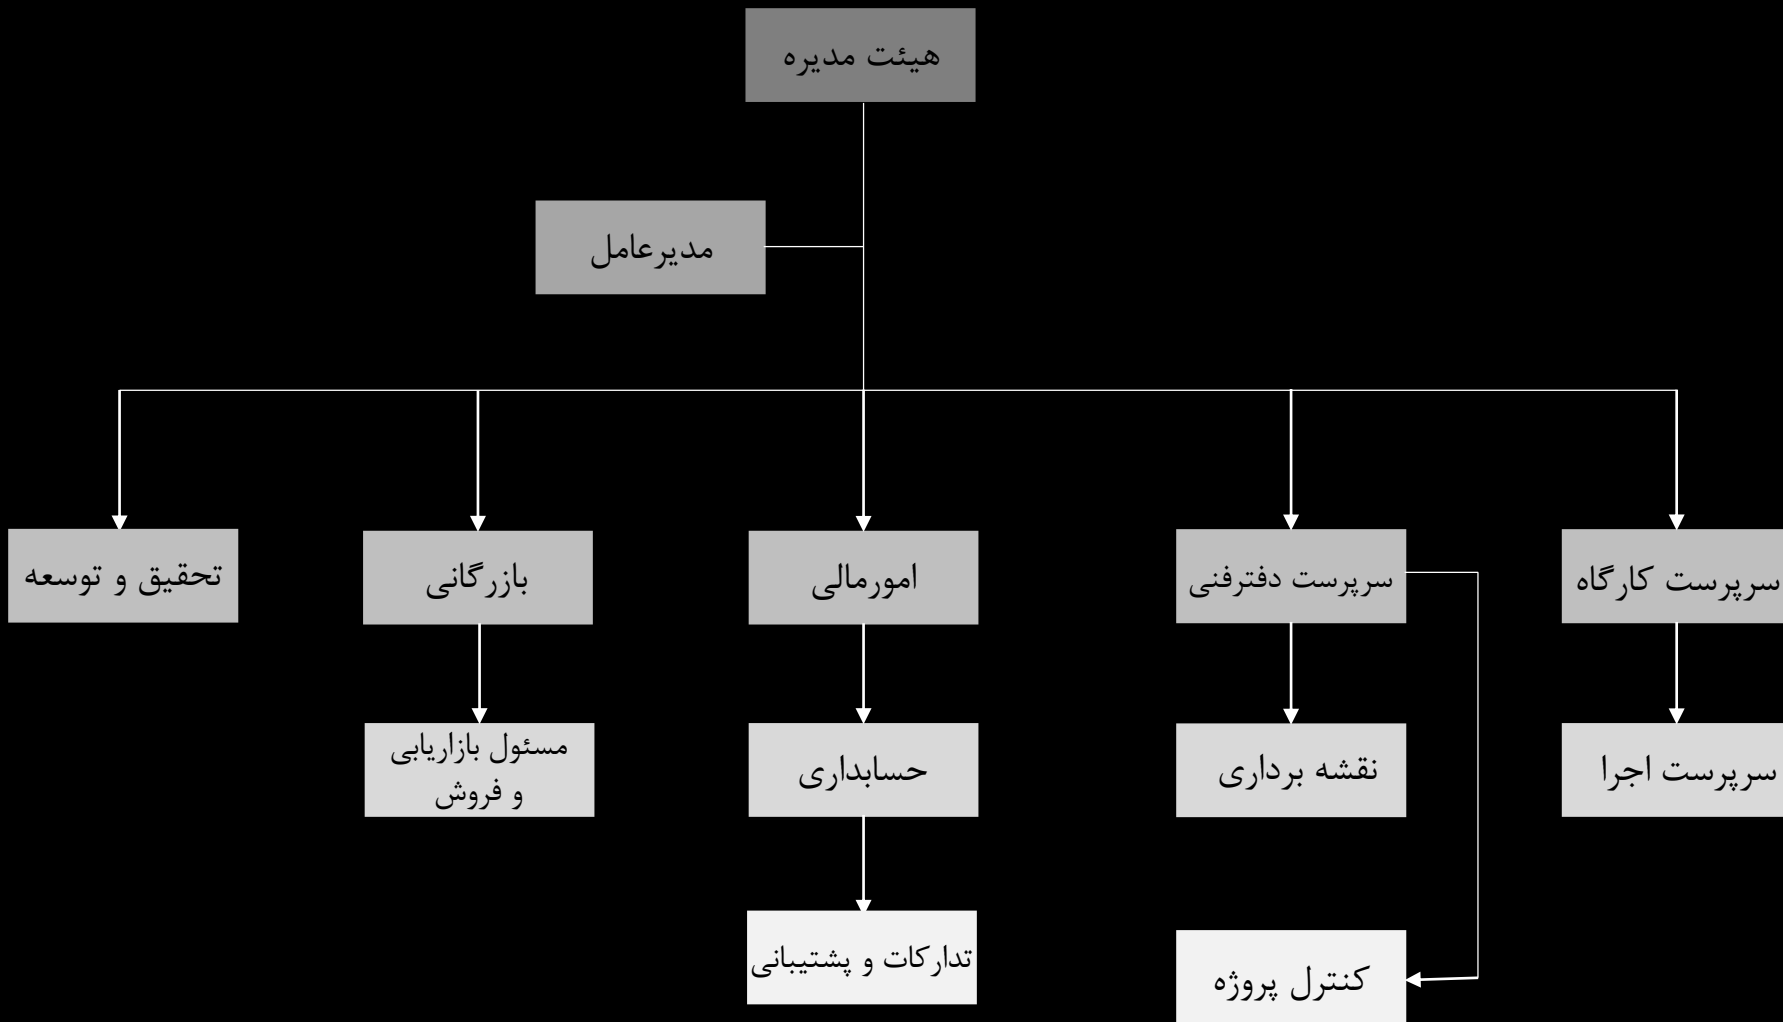 هیئت مدیره
مدیرعامل
سرپرست کارگاه
سرپرست دفترفنی
امورمالی
بازرگانی
تحقیق و توسعه
سرپرست اجرا
نقشه برداری
حسابداری
مسئول بازاریابی
و فروش
کنترل پروژه
تدارکات و پشتیبانی